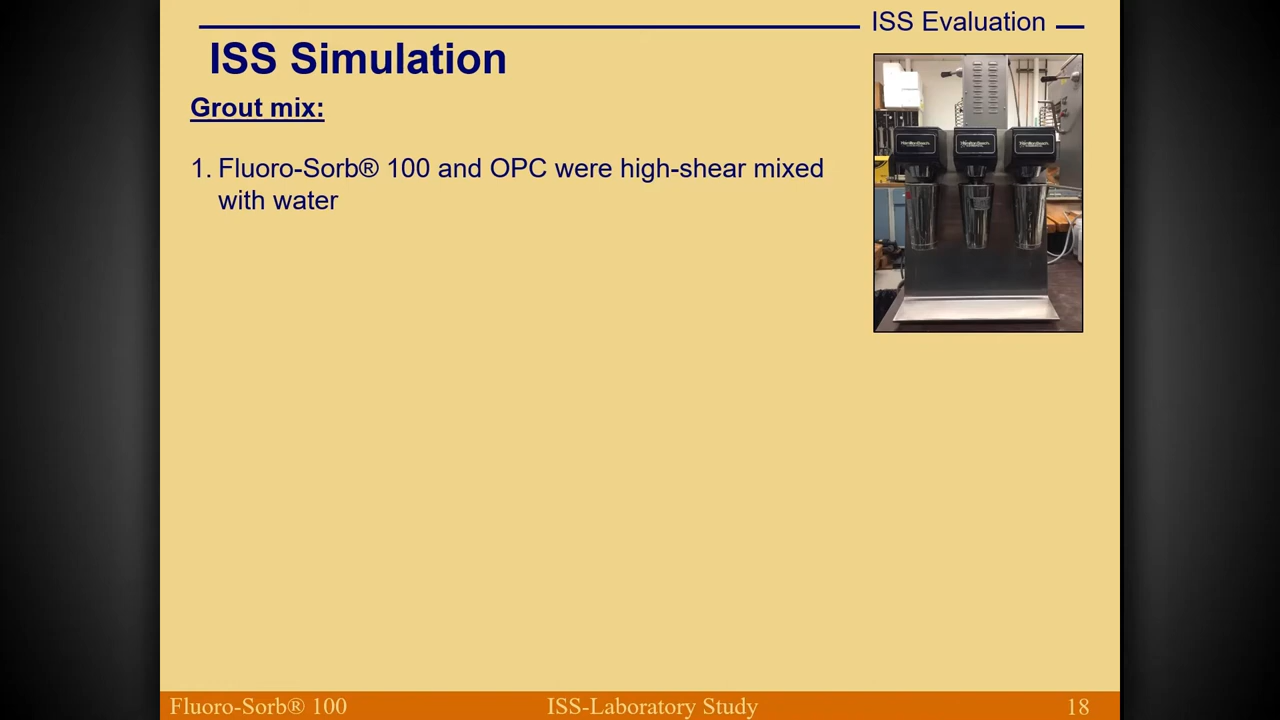 ISS Evaluation
ISS Simulation
Grout mix:
1. Fluoro-Sorb® 100 and OPC were high-shear mixed
with water
Fluoro-Sorb® 100 ISS-Laboratory Study 18